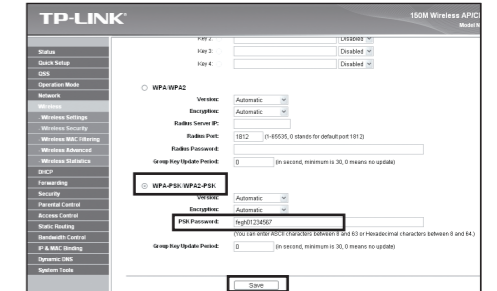 TP-LINK®
150M Wireless AP/Cl
Model N
Status
Quick Setup
QSS
Operation Mode
Network
Wireless
- Wireless Settings
- Wireless Security
- Wireless MAC Filtering
- Wireless Advanced
- Wireless Statistics
DHCP
Forwarding
Security
Parental Control
Access Control
Static Routing
Bandwidth Control
IP & MAC Binding
Dynamic DNS
System Tools
Key 2: Disabled
Key 3: Disabled
Key 4: Disabled
WPA/WPA2
Version: Automatic
Encryption: Automatic
Radius Server IP:
Radius Port: 1812 (1-65535, 0 stands for default port 1812)
Radius Password:
Group Key Update Period: 0 (in second, minimum is 30, 0 means no update)
WPA-PSK/WPA2-PSK
Version: Automatic
Encryption: Automatic
PSK Password: fegh01234567
(You can enter ASCII characters between 8 and 63 or Hexadecimal characters between 8 and 64.)
Group Key Update Period: 0 (in second, minimum is 30, 0 means no update)
Save